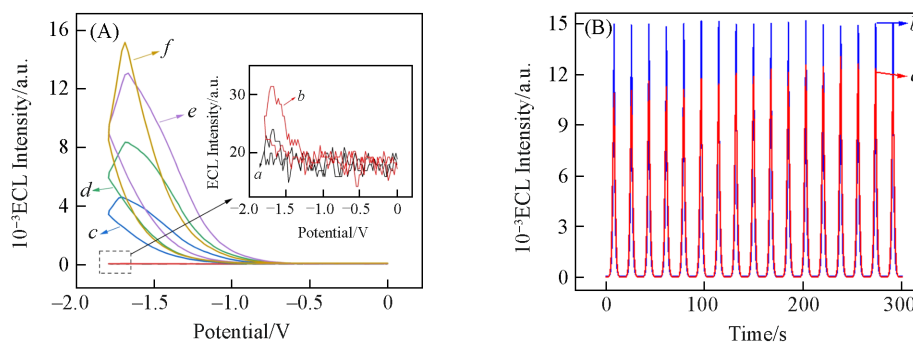 (A)
10⁻³ECL Intensity/a.u.
16
12
8
4
0
−2.0
−1.5
−1.0
−0.5
0
Potential/V
f
e
d
c
ECL Intensity/a.u.
30
20
a
b
−2.0
−1.5
−1.0
−0.5
0
Potential/V
(B)
10⁻³ECL Intensity/a.u.
15
12
9
6
3
0
0
100
200
300
Time/s